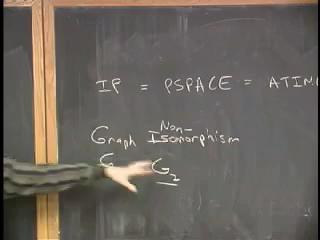 IP = PSPACE = ATIM
Graph Non-Isomorphism
G G₂